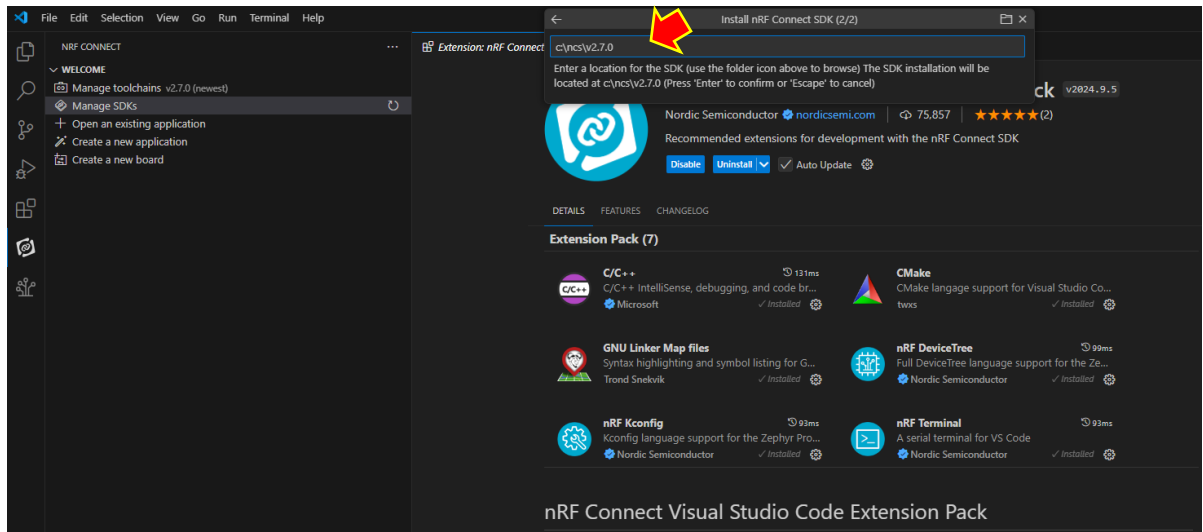 File Edit Selection View Go Run Terminal Help
Install nRF Connect SDK (2/2)
c:\ncs\v2.7.0
Enter a location for the SDK (use the folder icon above to browse) The SDK installation will be
located at c:\ncs\v2.7.0 (Press 'Enter' to confirm or 'Escape' to cancel)
NRF CONNECT
WELCOME
Manage toolchains v2.7.0 (newest)
Manage SDKs
Open an existing application
Create a new application
Create a new board
Extension: nRF Connect
ck v2024.9.5
Nordic Semiconductor nordicsemi.com 75,857 (2)
Recommended extensions for development with the nRF Connect SDK
Disable Uninstall Auto Update
DETAILS FEATURES CHANGELOG
Extension Pack (7)
C/C++
C/C++ 131ms
C/C++ IntelliSense, debugging, and code br...
Microsoft ✓ Installed
CMake
CMake langage support for Visual Studio Co...
twxs ✓ Installed
GNU Linker Map files
Syntax highlighting and symbol listing for G...
Trond Snekvik ✓ Installed
nRF DeviceTree 99ms
Full DeviceTree language support for the Ze...
Nordic Semiconductor ✓ Installed
nRF Kconfig 93ms
Kconfig language support for the Zephyr Pro...
Nordic Semiconductor ✓ Installed
nRF Terminal 93ms
A serial terminal for VS Code
Nordic Semiconductor ✓ Installed
nRF Connect Visual Studio Code Extension Pack